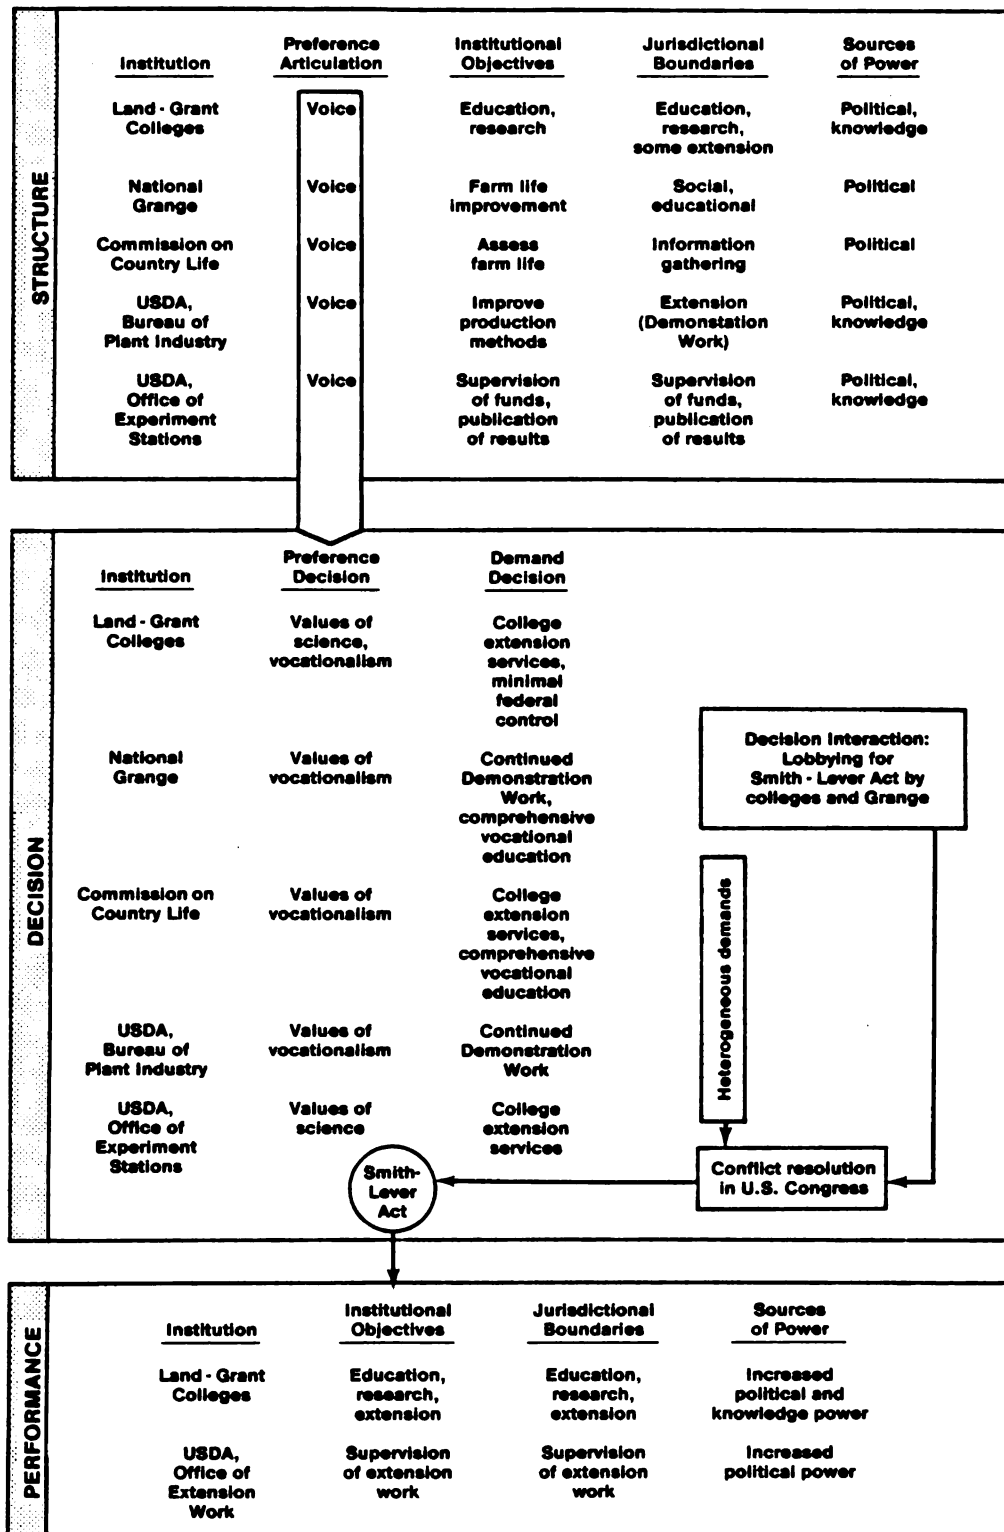 STRUCTURE
Institution
Preference
Articulation
Institutional
Objectives
Jurisdictional
Boundaries
Sources
of Power
Land - Grant
Colleges
Voice
Education,
research
Education,
research,
some extension
Political,
knowledge
National
Grange
Voice
Farm life
improvement
Social,
educational
Political
Commission on
Country Life
Voice
Assess
farm life
Information
gathering
Political
USDA,
Bureau of
Plant Industry
Voice
Improve
production
methods
Extension
(Demonstation
Work)
Political,
knowledge
USDA,
Office of
Experiment
Stations
Voice
Supervision
of funds,
publication
of results
Supervision
of funds,
publication
of results
Political,
knowledge
DECISION
Institution
Preference
Decision
Demand
Decision
Land - Grant
Colleges
Values of
science,
vocationalism
College
extension
services,
minimal
federal
control
National
Grange
Values of
vocationalism
Continued
Demonstration
Work,
comprehensive
vocational
education
Commission on
Country Life
Values of
vocationalism
College
extension
services,
comprehensive
vocational
education
USDA,
Bureau of
Plant Industry
Values of
vocationalism
Continued
Demonstration
Work
USDA,
Office of
Experiment
Stations
Values of
science
College
extension
services
Decision Interaction:
Lobbying for
Smith - Lever Act by
colleges and Grange
Heterogeneous demands
Conflict resolution
in U.S. Congress
Smith-
Lever
Act
PERFORMANCE
Institution
Institutional
Objectives
Jurisdictional
Boundaries
Sources
of Power
Land - Grant
Colleges
Education,
research,
extension
Education,
research,
extension
Increased
political and
knowledge power
USDA,
Office of
Extension
Work
Supervision
of extension
work
Supervision
of extension
work
Increased
political power